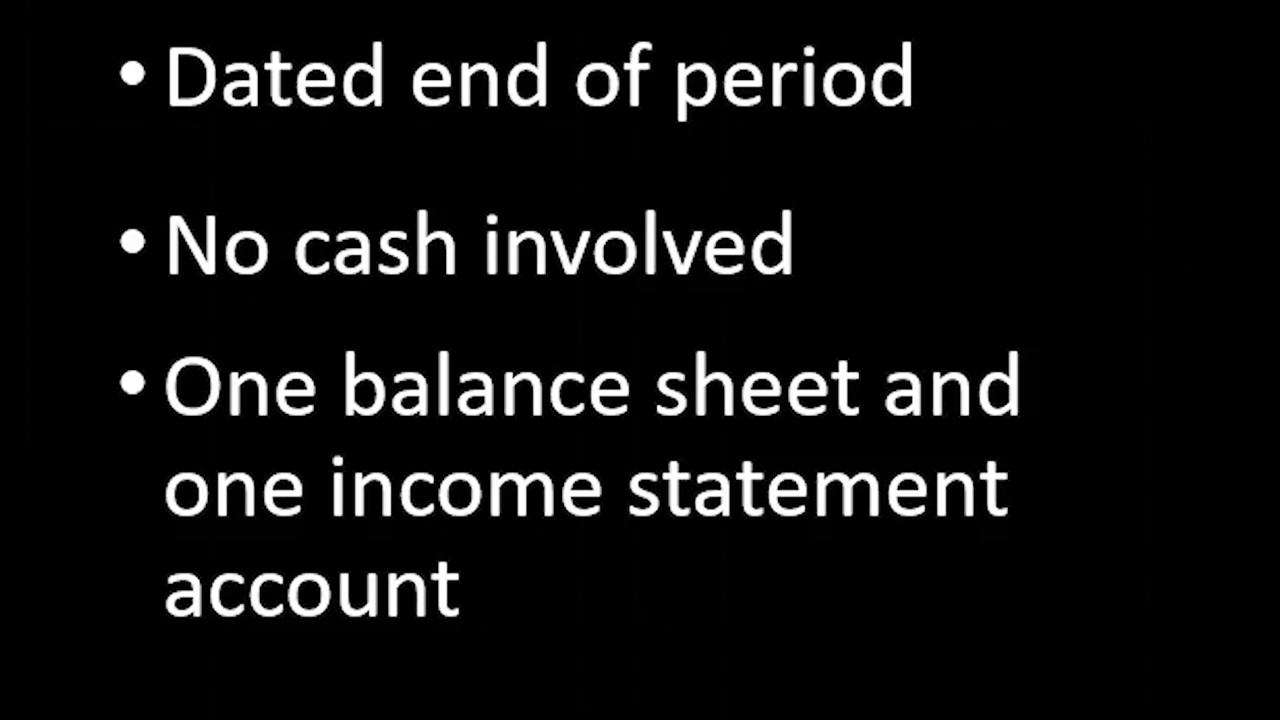 • Dated end of period
• No cash involved
• One balance sheet and
one income statement
account